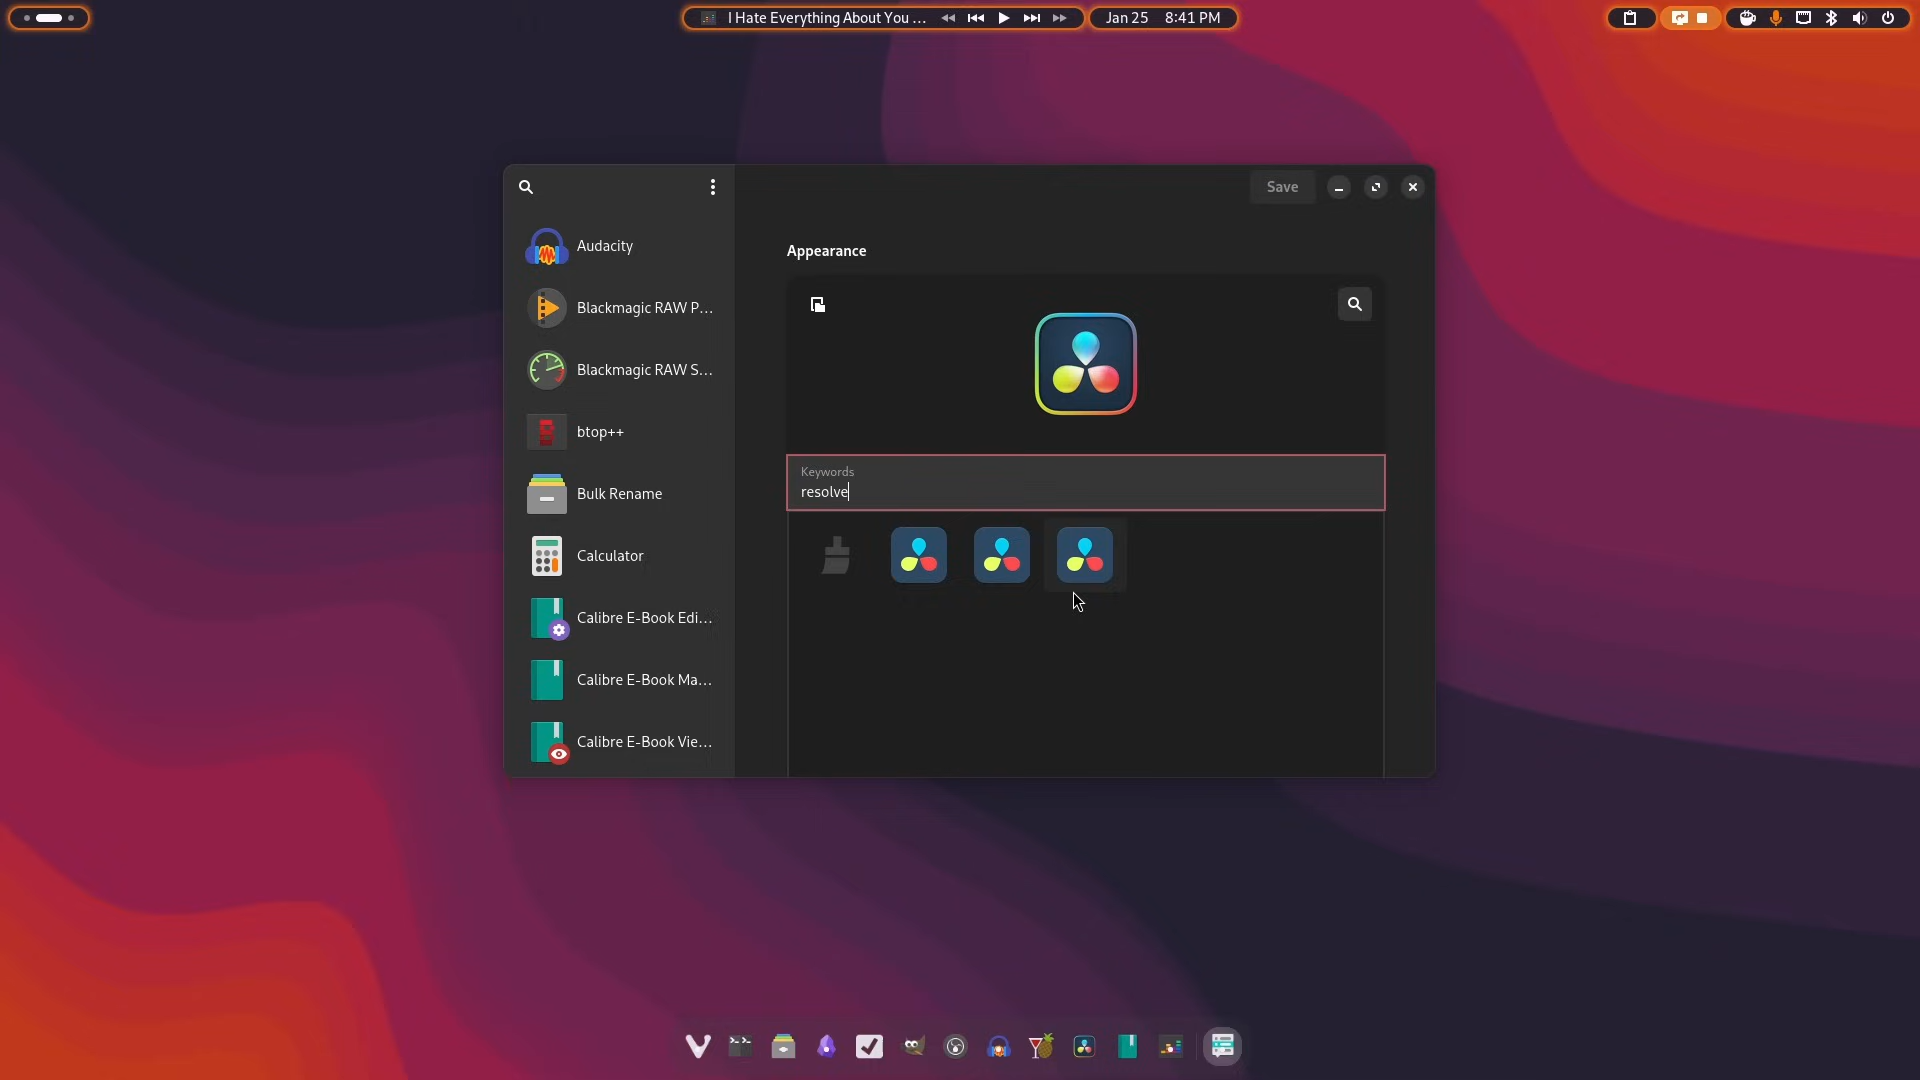 I Hate Everything About You ...
Jan 25 8:41 PM
Save
Audacity
Blackmagic RAW P...
Blackmagic RAW S...
btop++
Bulk Rename
Calculator
Calibre E-Book Edi...
Calibre E-Book Ma...
Calibre E-Book Vie...
Appearance
Keywords
resolve